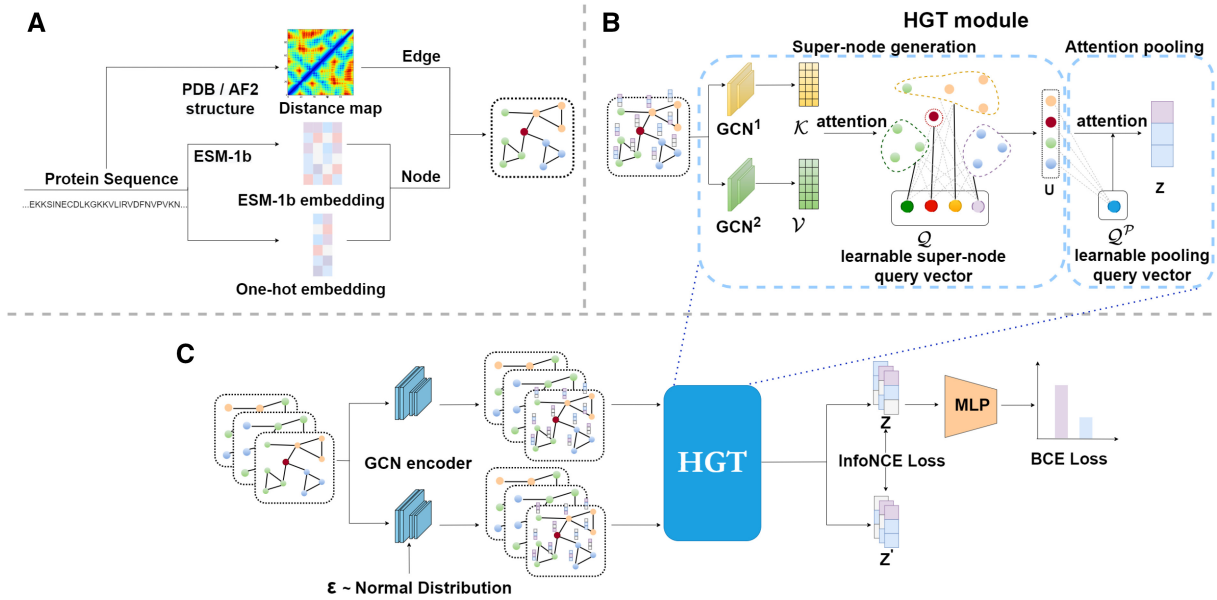 A
PDB / AF2
structure
Distance map
Edge
ESM-1b
Protein Sequence
...EKKSINECDLKGKKVLIRVDFNVPVKN...
ESM-1b embedding
Node
One-hot embedding
B
HGT module
Super-node generation
Attention pooling
GCN¹
𝒦
attention
attention
GCN²
𝒱
U
Z
𝒬
𝒬ᴾ
learnable super-node
query vector
learnable pooling
query vector
C
GCN encoder
ε ~ Normal Distribution
HGT
Z
MLP
InfoNCE Loss
BCE Loss
Z'